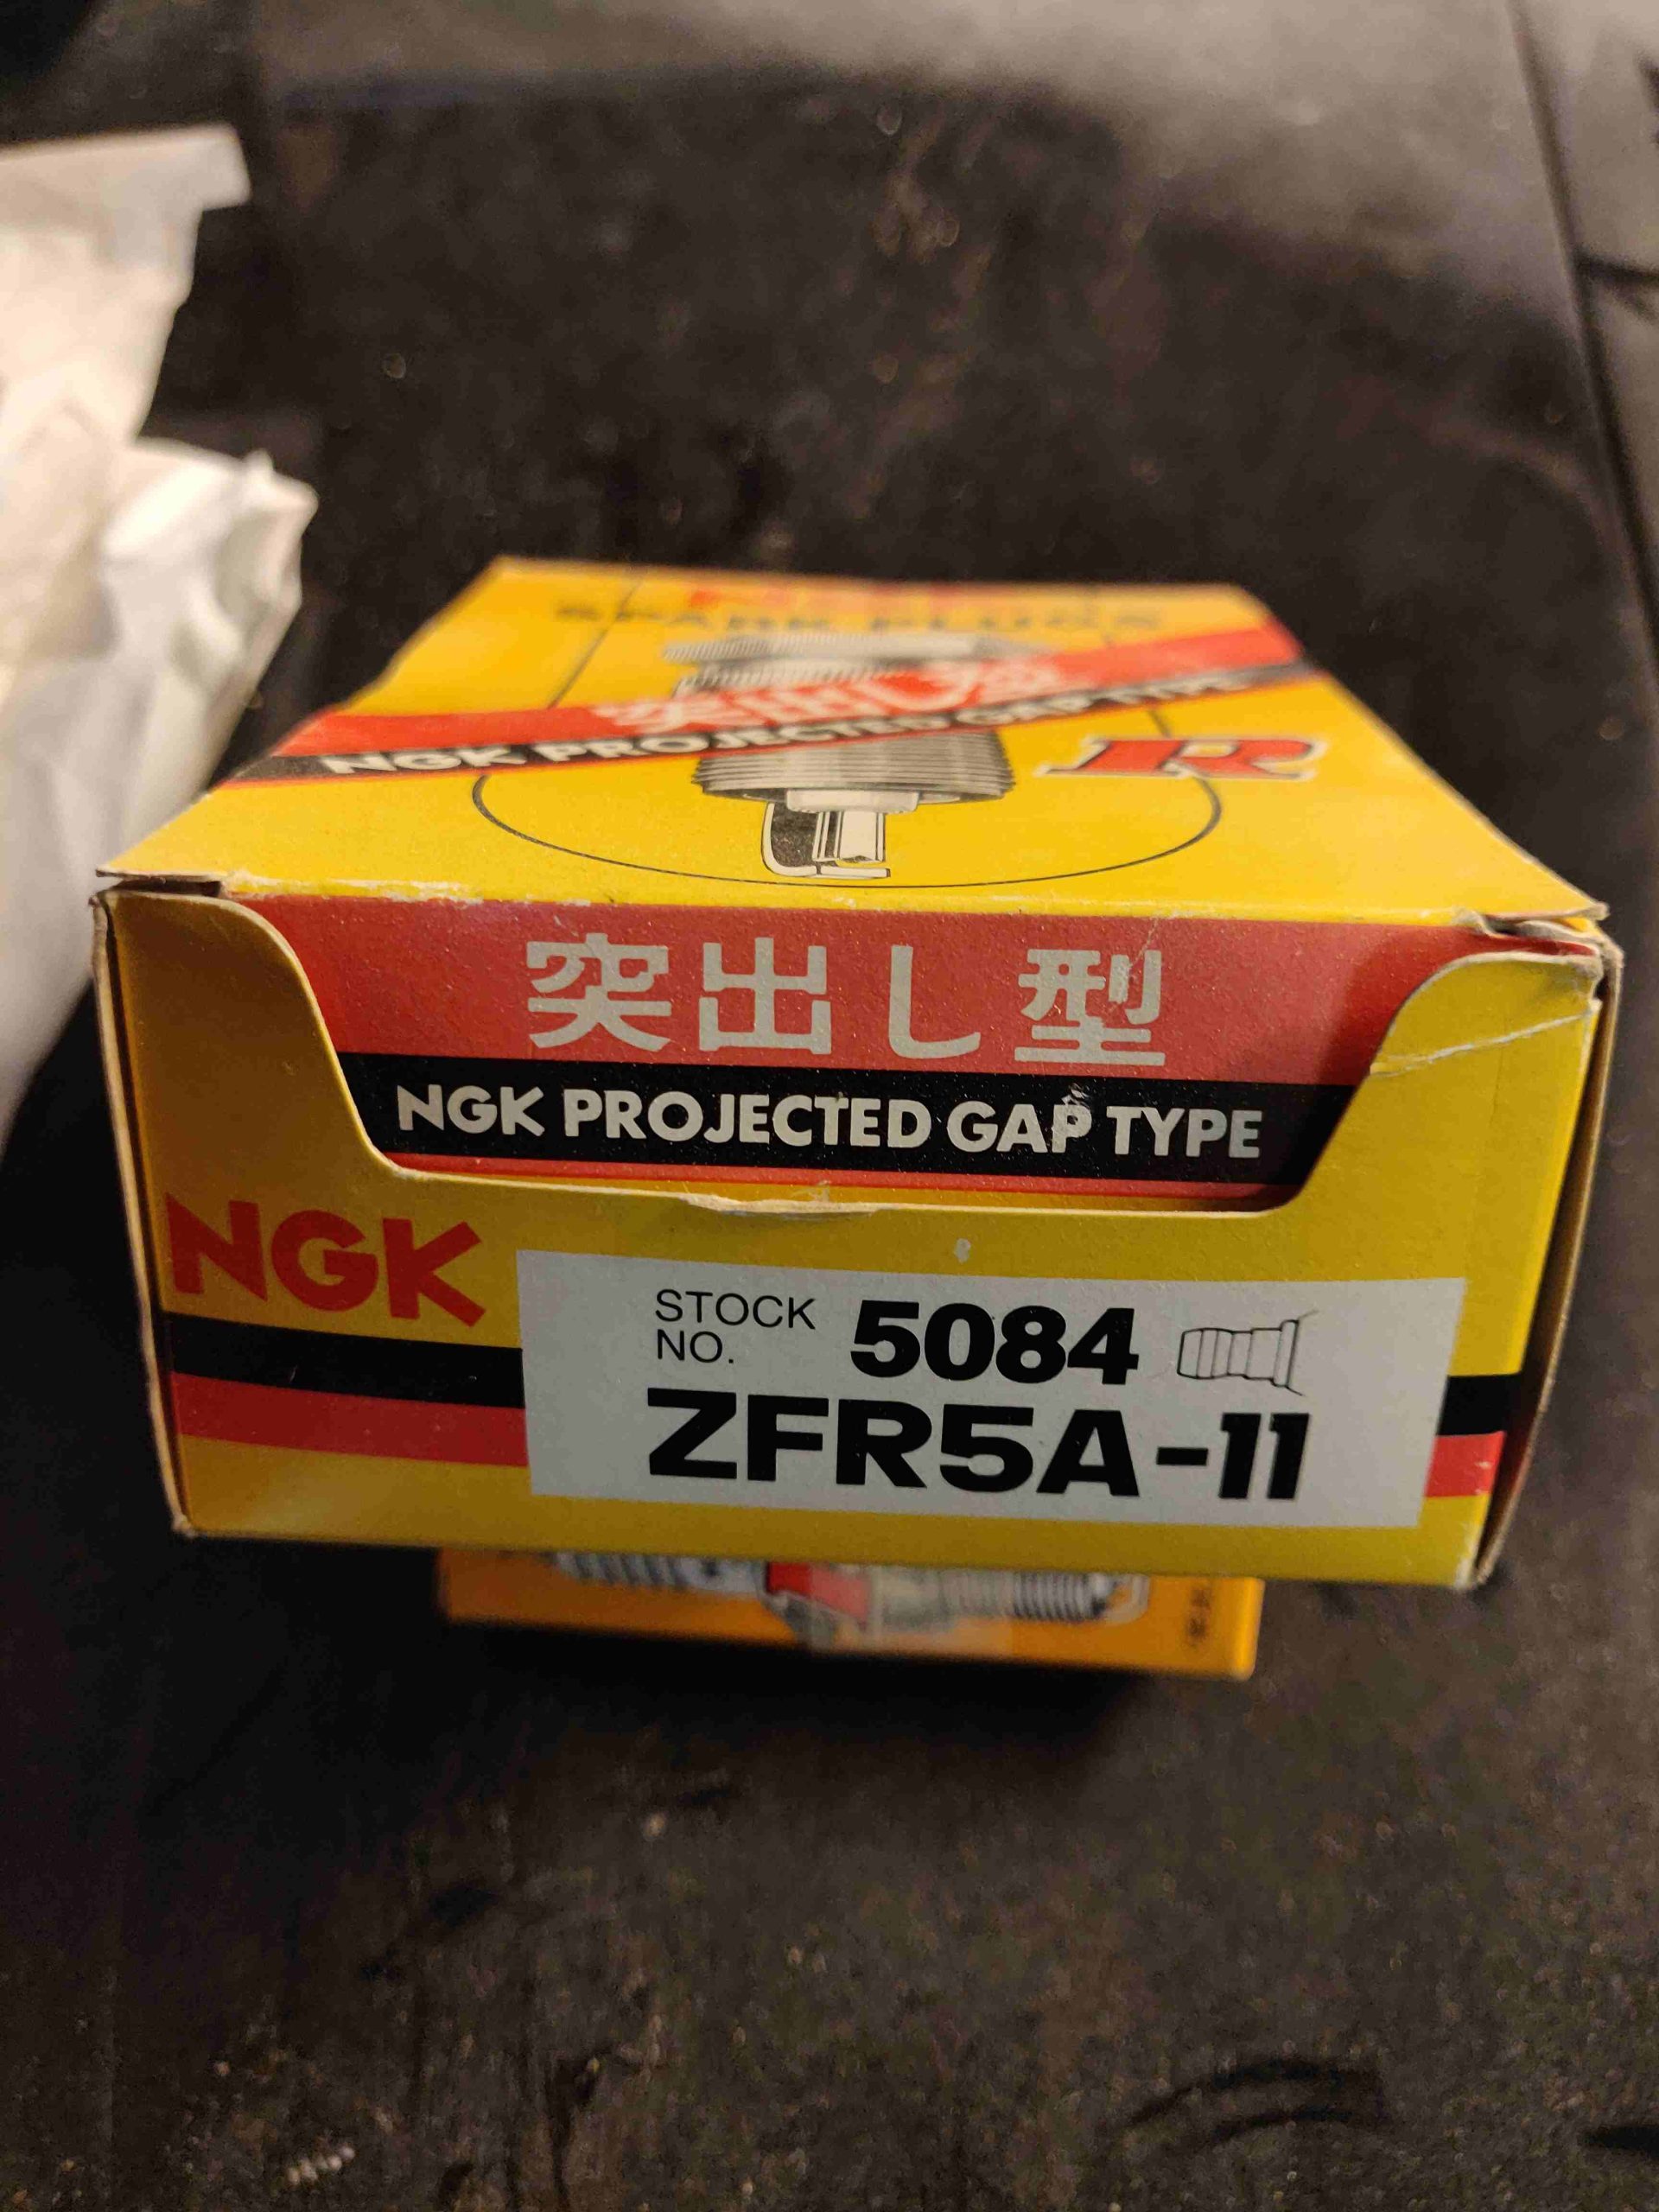 SPARK PLUGS
突出し型
NGK PROJECTED GAP TYPE
R
突出し型
NGK PROJECTED GAP TYPE
NGK
STOCK NO. 5084
ZFR5A-11